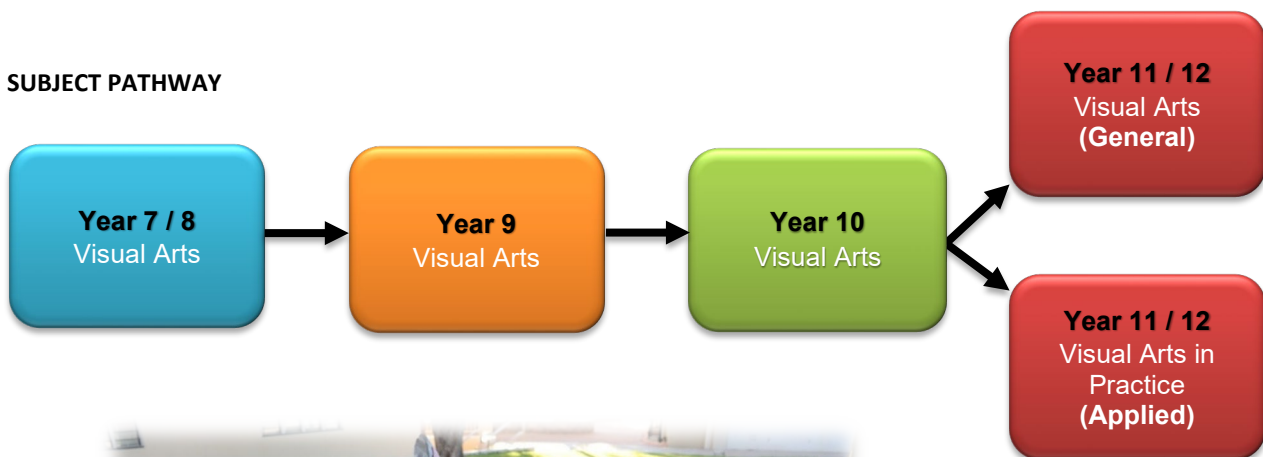 SUBJECT PATHWAY
Year 7 / 8
Visual Arts
Year 9
Visual Arts
Year 10
Visual Arts
Year 11 / 12
Visual Arts
(General)
Year 11 / 12
Visual Arts in
Practice
(Applied)